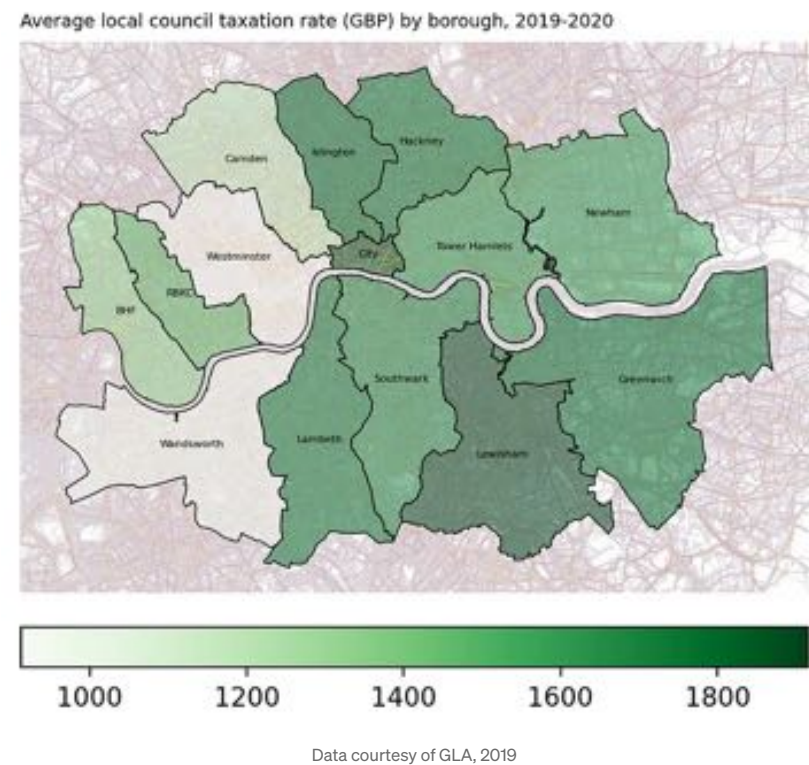 Average local council taxation rate (GBP) by borough, 2019-2020
Camden
Islington
Hackney
Newham
Westminster
City
Tower Hamlets
RBKC
BHF
Southwark
Greenwich
Wandsworth
Lambeth
Lewisham
1000 1200 1400 1600 1800
Data courtesy of GLA, 2019